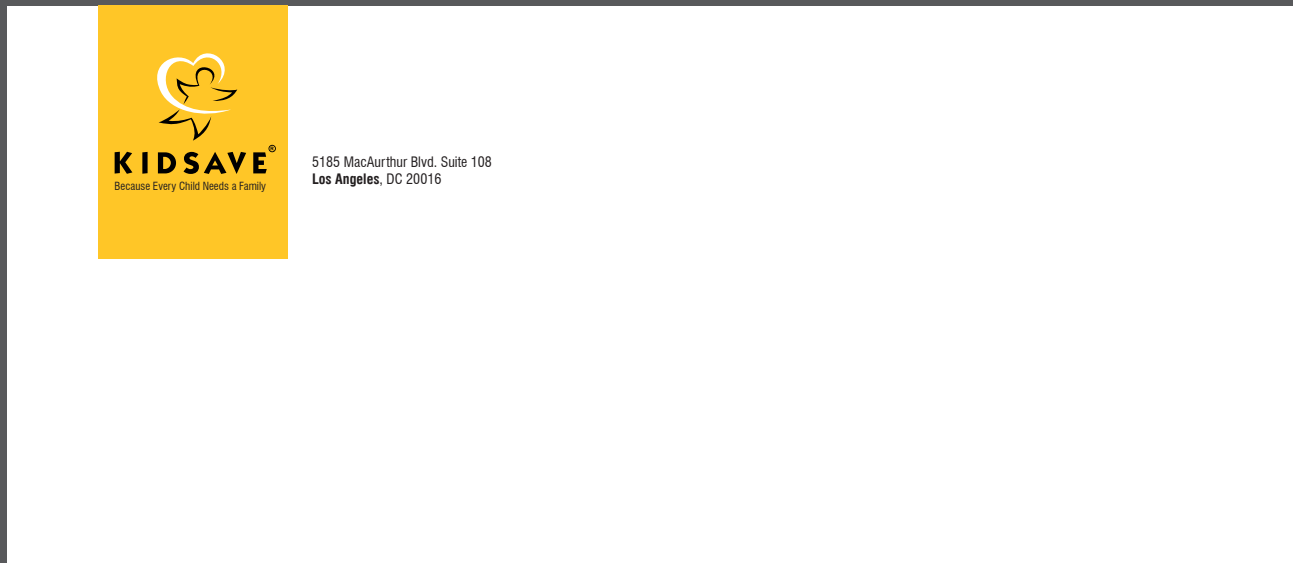 KIDSAVE®
Because Every Child Needs a Family
5185 MacAurthur Blvd. Suite 108
Los Angeles, DC 20016